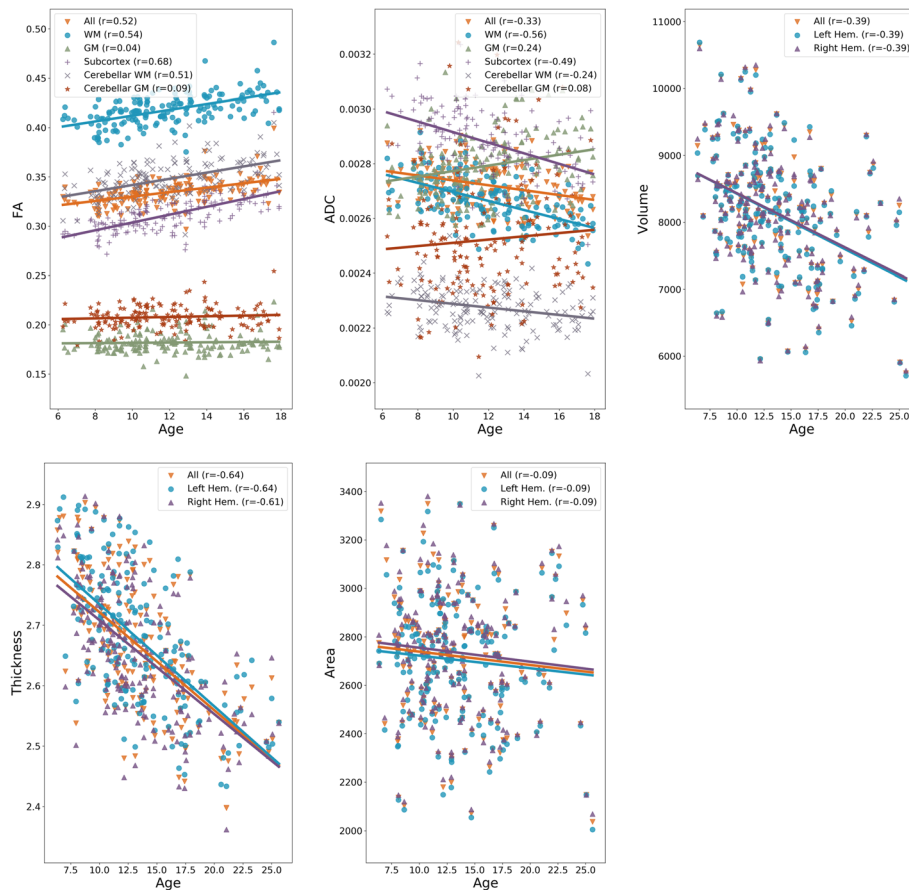 All (r=0.52)
WM (r=0.54)
GM (r=0.04)
Subcortex (r=0.68)
Cerebellar WM (r=0.51)
Cerebellar GM (r=0.09)
0.50
0.45
0.40
0.35
0.30
0.25
0.20
0.15
FA
6 8 10 12 14 16 18
Age
All (r=-0.33)
WM (r=-0.56)
GM (r=0.24)
Subcortex (r=-0.49)
Cerebellar WM (r=-0.24)
Cerebellar GM (r=0.08)
0.0032
0.0030
0.0028
0.0026
0.0024
0.0022
0.0020
ADC
6 8 10 12 14 16 18
Age
All (r=-0.39)
Left Hem. (r=-0.39)
Right Hem. (r=-0.39)
11000
10000
9000
8000
7000
6000
Volume
7.5 10.0 12.5 15.0 17.5 20.0 22.5 25.0
Age
All (r=-0.64)
Left Hem. (r=-0.64)
Right Hem. (r=-0.61)
2.9
2.8
2.7
2.6
2.5
2.4
Thickness
7.5 10.0 12.5 15.0 17.5 20.0 22.5 25.0
Age
All (r=-0.09)
Left Hem. (r=-0.09)
Right Hem. (r=-0.09)
3400
3200
3000
2800
2600
2400
2200
2000
Area
7.5 10.0 12.5 15.0 17.5 20.0 22.5 25.0
Age